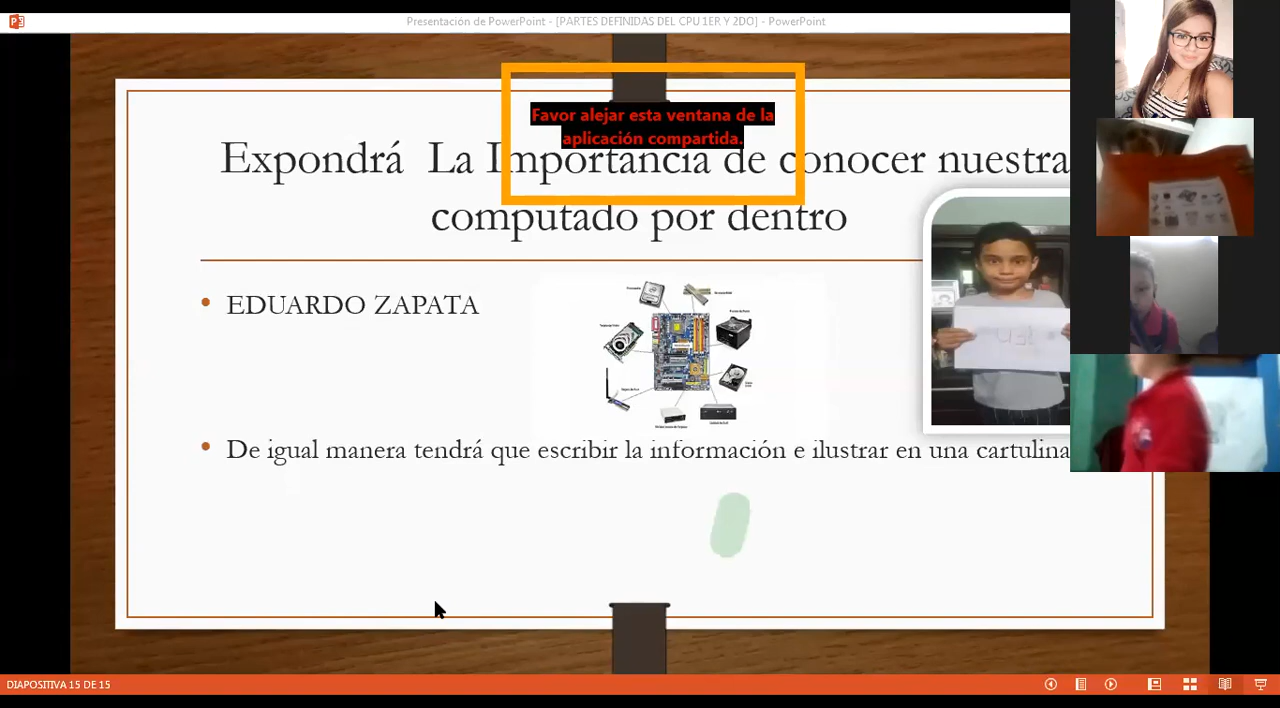 Presentación de PowerPoint - [PARTES DEFINIDAS DEL CPU 1ER Y 2DO] - PowerPoint
Favor alejar esta ventana de la
aplicación compartida.
Expondrá La Importancia de conocer nuestra
computado por dentro
EDUARDO ZAPATA
De igual manera tendrá que escribir la información e ilustrar en una cartulina
DIAPOSITIVA 15 DE 15